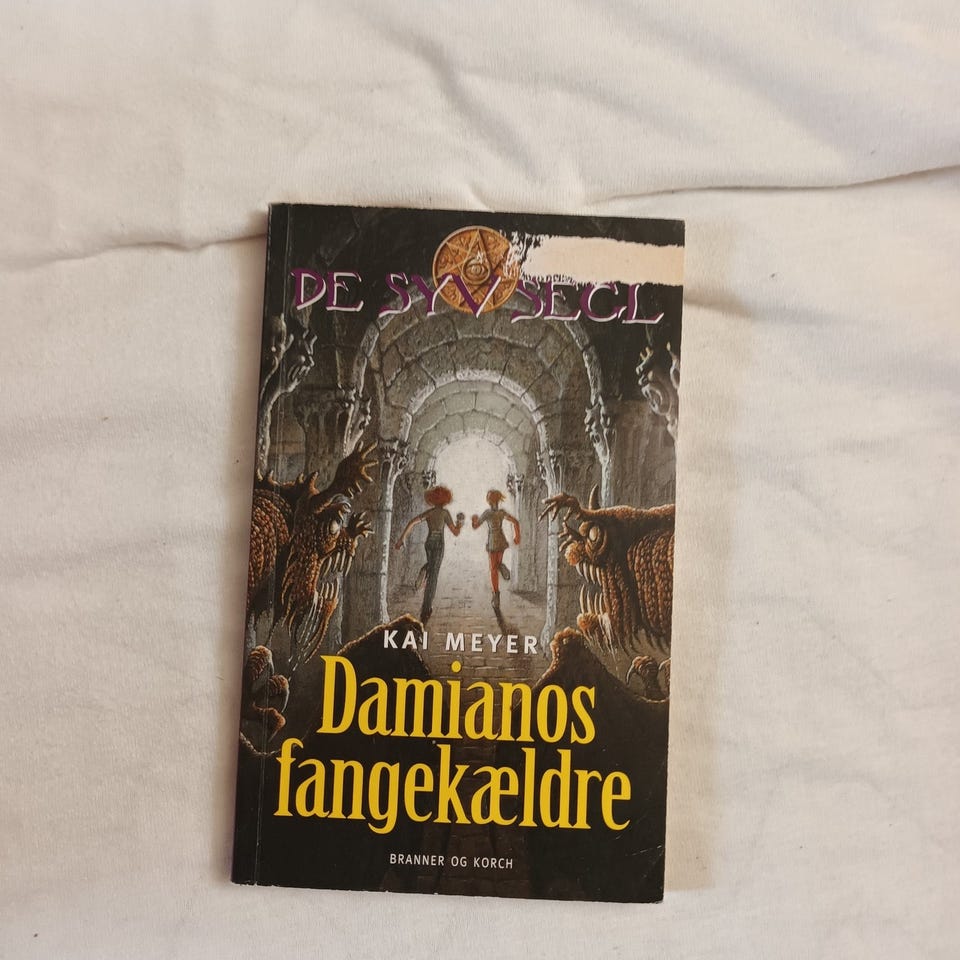 DE SYV SEGL
KAI MEYER
Damianos
fangekældre
BRANNER OG KORCH